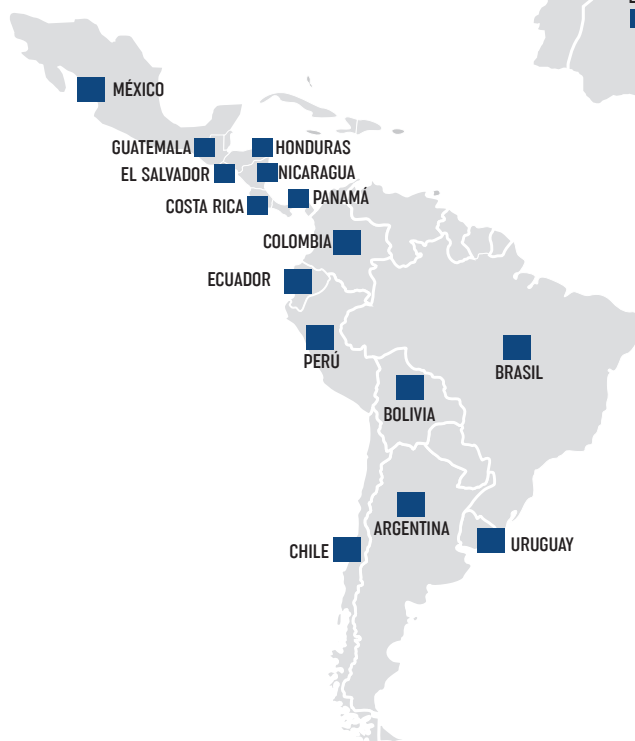 MÉXICO
GUATEMALA
HONDURAS
EL SALVADOR
NICARAGUA
COSTA RICA
PANAMÁ
COLOMBIA
ECUADOR
PERÚ
BRASIL
BOLIVIA
ARGENTINA
CHILE
URUGUAY